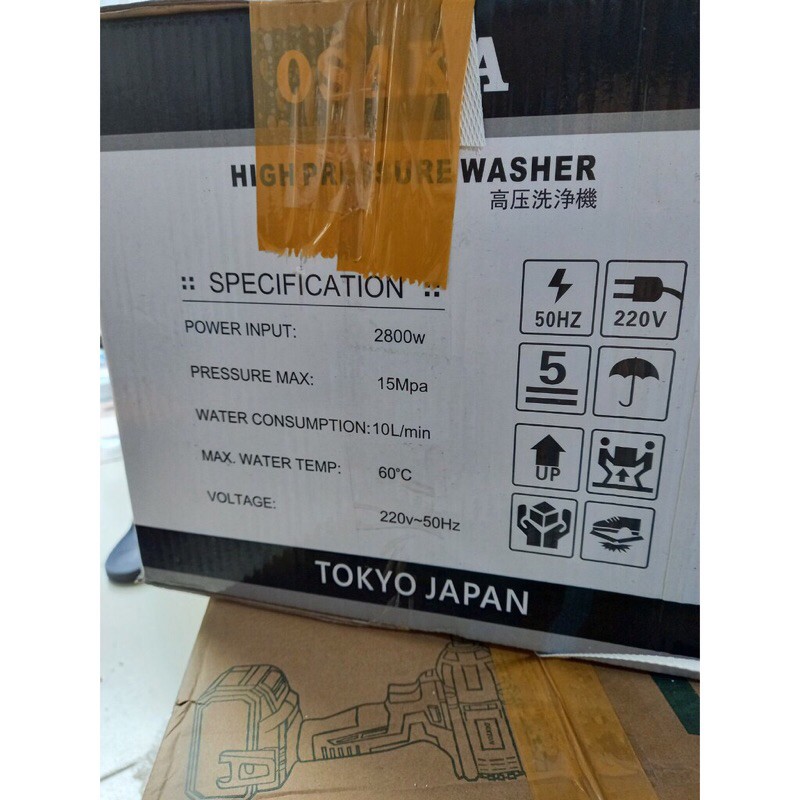 OSAKA
HIGH PRESSURE WASHER
高压洗浄機
:: SPECIFICATION ::
POWER INPUT: 2800w
PRESSURE MAX: 15Mpa
WATER CONSUMPTION: 10L/min
MAX. WATER TEMP: 60°C
VOLTAGE: 220v~50Hz
50HZ
220V
5
UP
TOKYO JAPAN